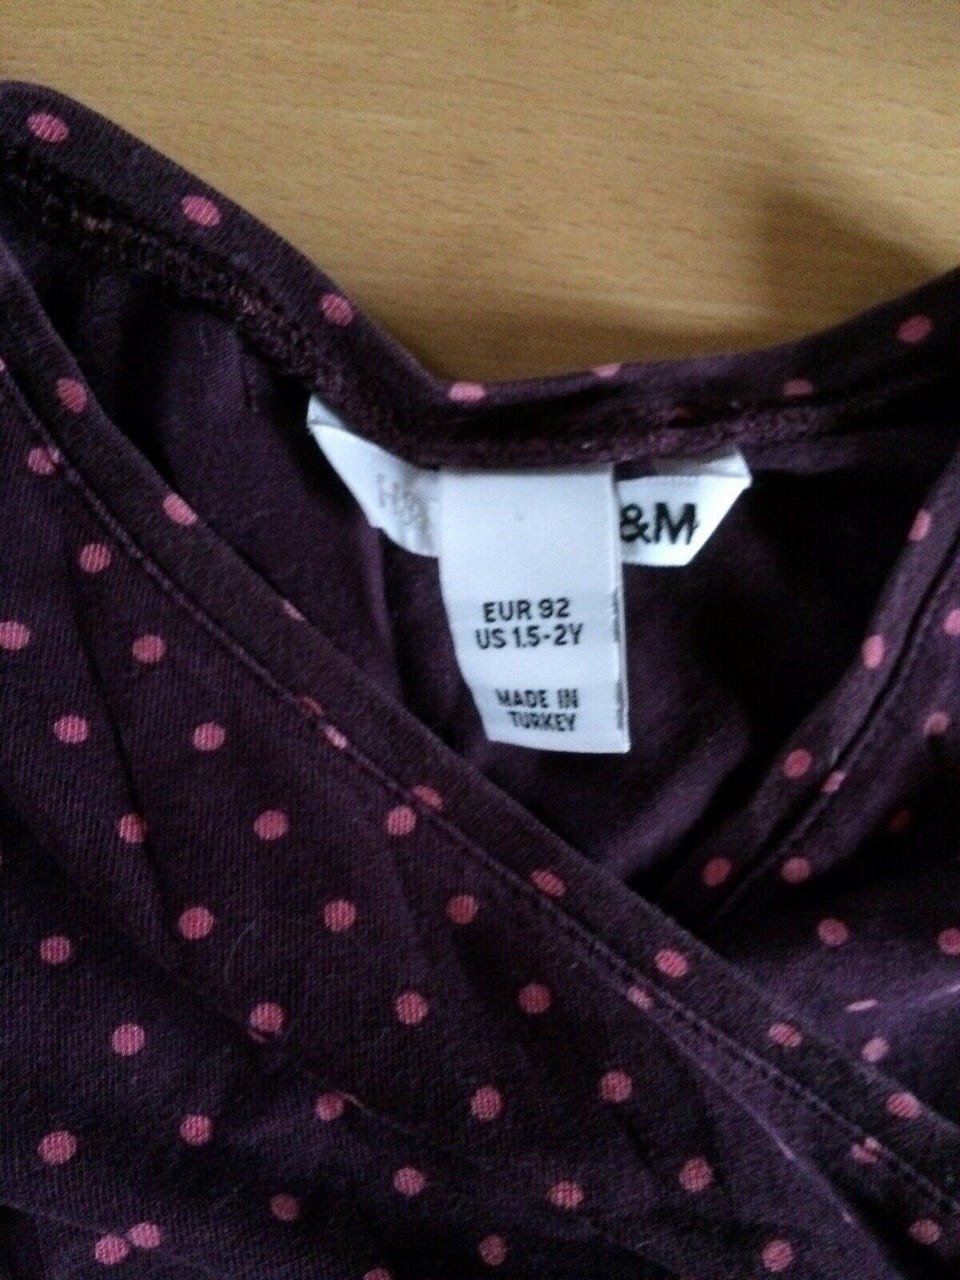 H&
&M
EUR 92
US 1.5-2Y
MADE IN
TURKEY